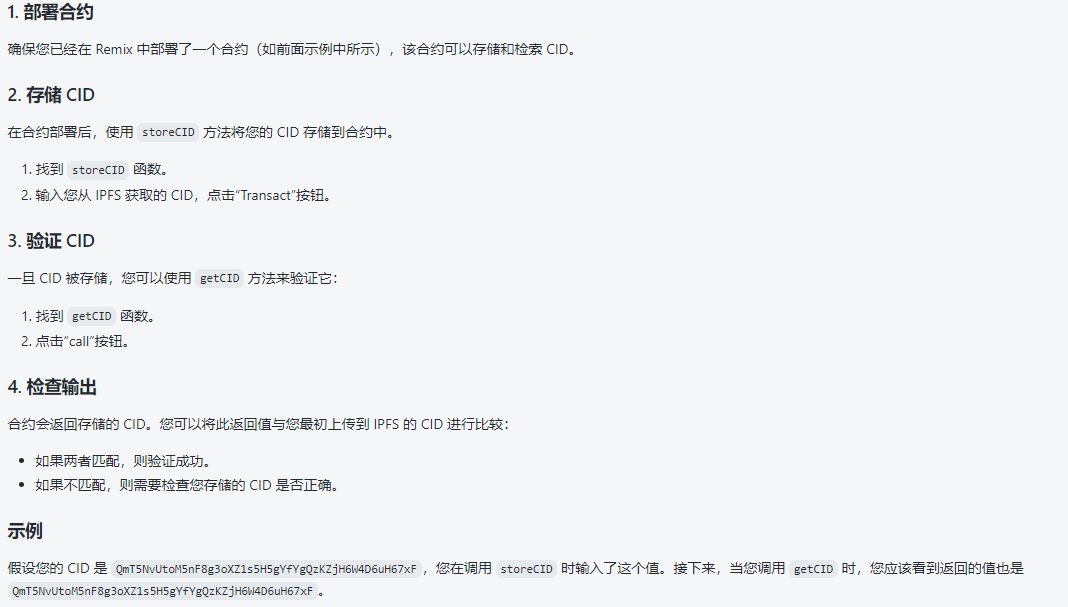 1. 部署合约
确保您已经在 Remix 中部署了一个合约（如前面示例中所示），该合约可以存储和检索 CID。
2. 存储 CID
在合约部署后，使用 storeCID 方法将您的 CID 存储到合约中。
1. 找到 storeCID 函数。
2. 输入您从 IPFS 获取的 CID，点击“Transact”按钮。
3. 验证 CID
一旦 CID 被存储，您可以使用 getCID 方法来验证它：
1. 找到 getCID 函数。
2. 点击“call”按钮。
4. 检查输出
合约会返回存储的 CID。您可以将此返回值与您最初上传到 IPFS 的 CID 进行比较：
• 如果两者匹配，则验证成功。
• 如果不匹配，则需要检查您存储的 CID 是否正确。
示例
假设您的 CID 是 QmT5NvUtoM5nF8g3oXZ1s5H5gYfYgQzKZjH6W4D6uH67xF ，您在调用 storeCID 时输入了这个值。接下来，当您调用 getCID 时，您应该看到返回的值也是
QmT5NvUtoM5nF8g3oXZ1s5H5gYfYgQzKZjH6W4D6uH67xF 。